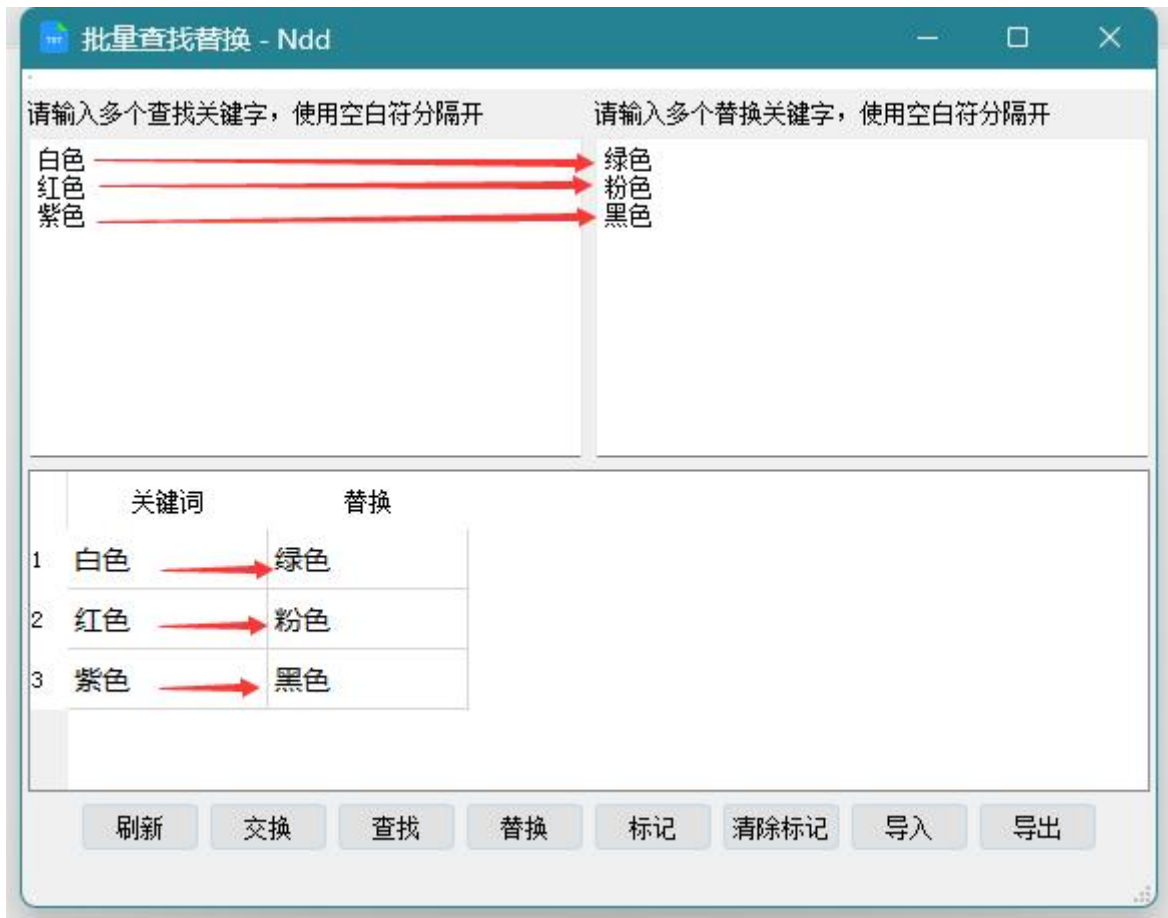 批量查找替换 - Ndd
请输入多个查找关键字，使用空白符分隔开
请输入多个替换关键字，使用空白符分隔开
白色
红色
紫色
绿色
粉色
黑色
关键词 替换
1 白色 绿色
2 红色 粉色
3 紫色 黑色
刷新 交换 查找 替换 标记 清除标记 导入 导出